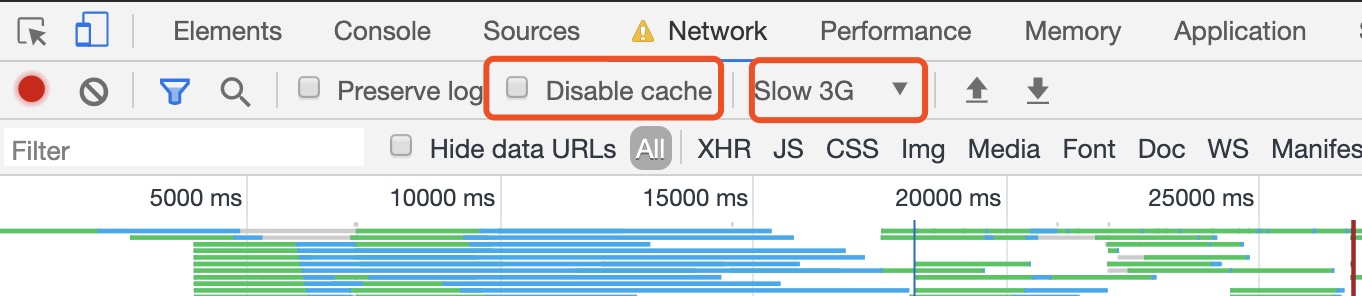 Elements Console Sources Network Performance Memory Application
Preserve log Disable cache Slow 3G
Filter Hide data URLs All XHR JS CSS Img Media Font Doc WS Manifes
5000 ms 10000 ms 15000 ms 20000 ms 25000 ms